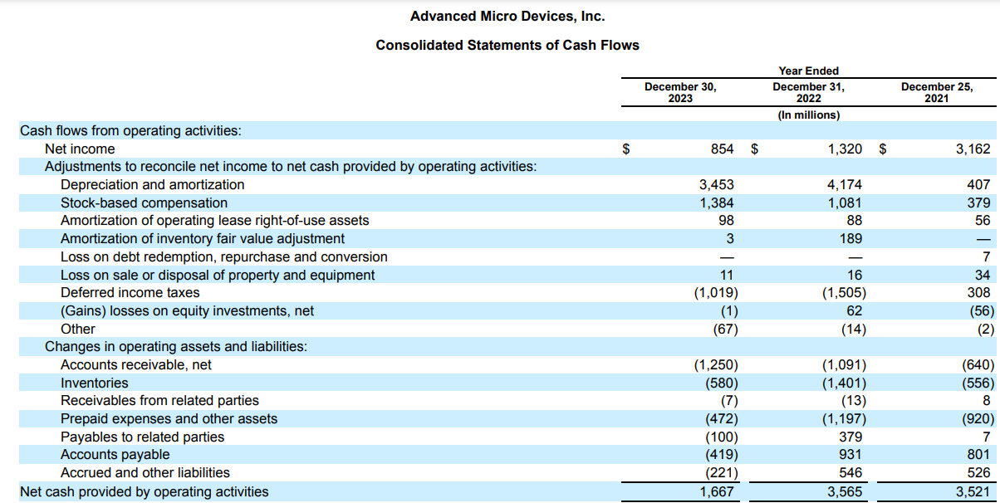 Advanced Micro Devices, Inc.
Consolidated Statements of Cash Flows
Year Ended
December 30, 2023 December 31, 2022 December 25, 2021
(In millions)
Cash flows from operating activities:
Net income $ 854 $ 1,320 $ 3,162
Adjustments to reconcile net income to net cash provided by operating activities:
Depreciation and amortization 3,453 4,174 407
Stock-based compensation 1,384 1,081 379
Amortization of operating lease right-of-use assets 98 88 56
Amortization of inventory fair value adjustment 3 189 —
Loss on debt redemption, repurchase and conversion — — 7
Loss on sale or disposal of property and equipment 11 16 34
Deferred income taxes (1,019) (1,505) 308
(Gains) losses on equity investments, net (1) 62 (56)
Other (67) (14) (2)
Changes in operating assets and liabilities:
Accounts receivable, net (1,250) (1,091) (640)
Inventories (580) (1,401) (556)
Receivables from related parties (7) (13) 8
Prepaid expenses and other assets (472) (1,197) (920)
Payables to related parties (100) 379 7
Accounts payable (419) 931 801
Accrued and other liabilities (221) 546 526
Net cash provided by operating activities 1,667 3,565 3,521